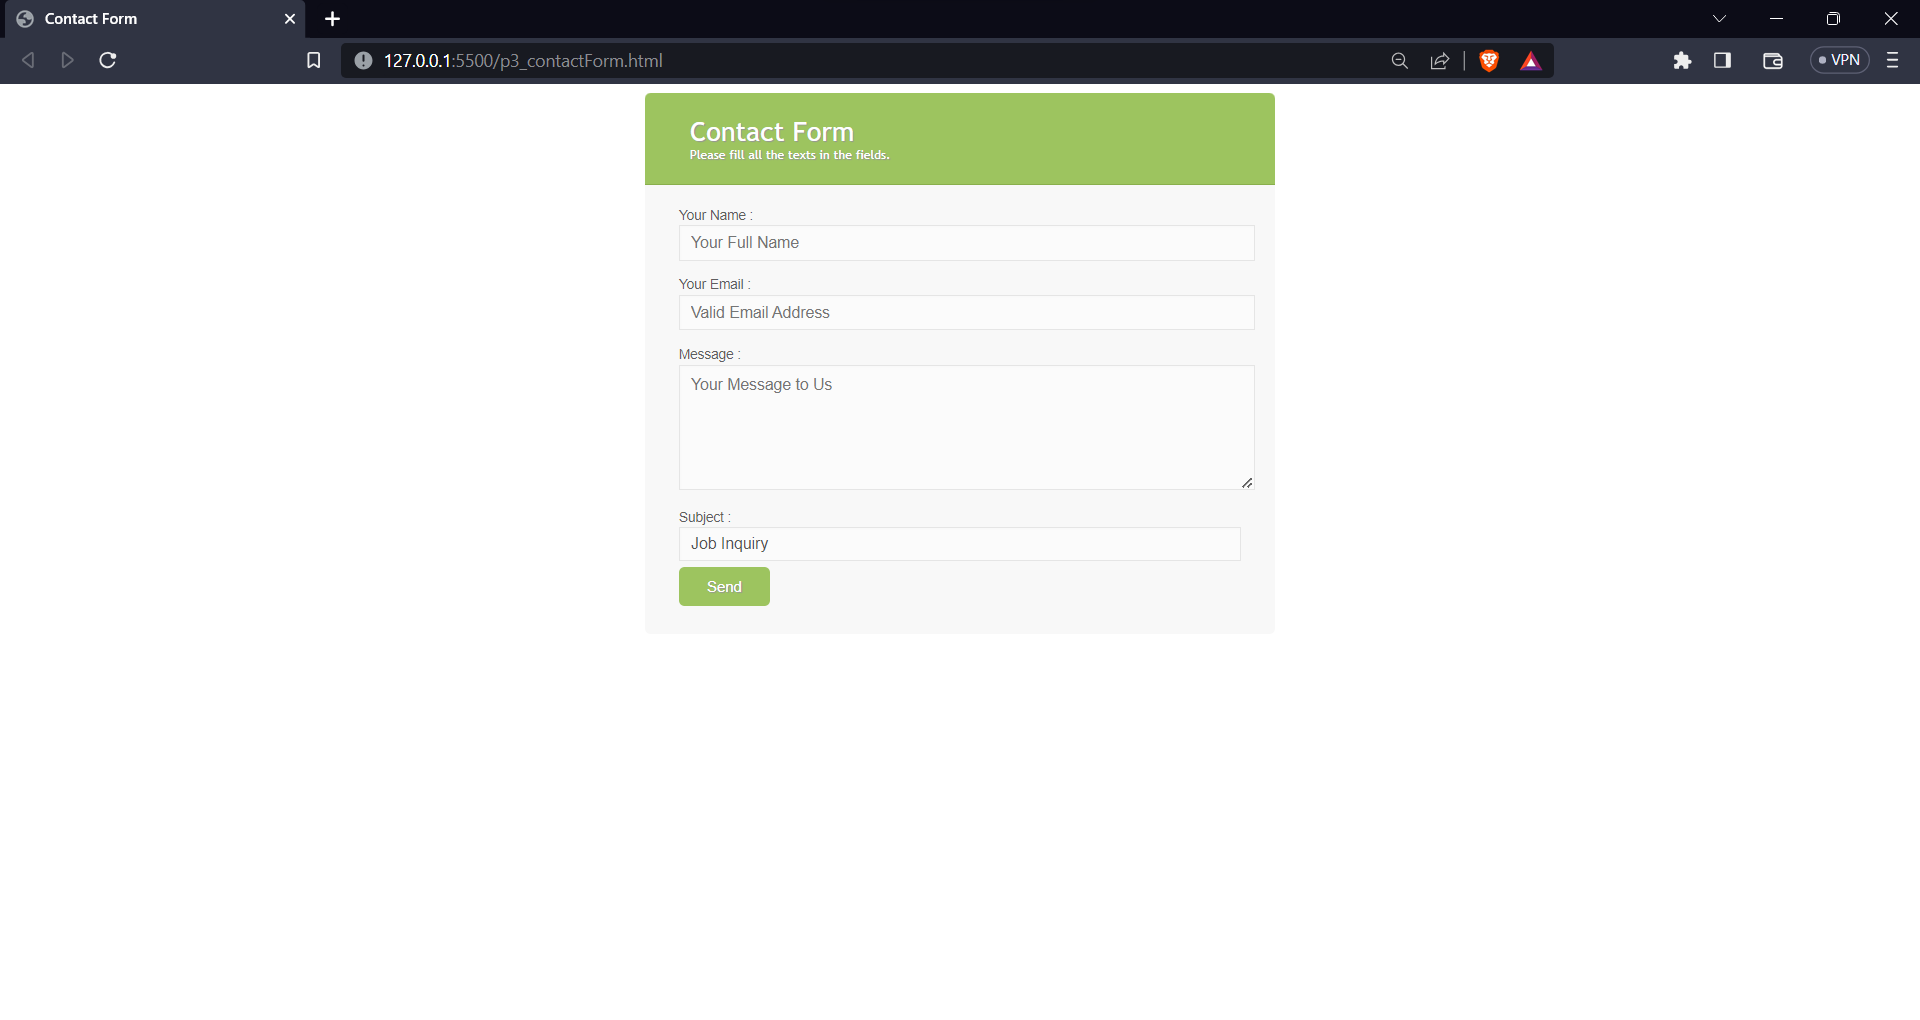 Contact Form
127.0.0.1:5500/p3_contactForm.html
VPN
Contact Form
Please fill all the texts in the fields.
Your Name :
Your Full Name
Your Email :
Valid Email Address
Message :
Your Message to Us
Subject :
Job Inquiry
Send